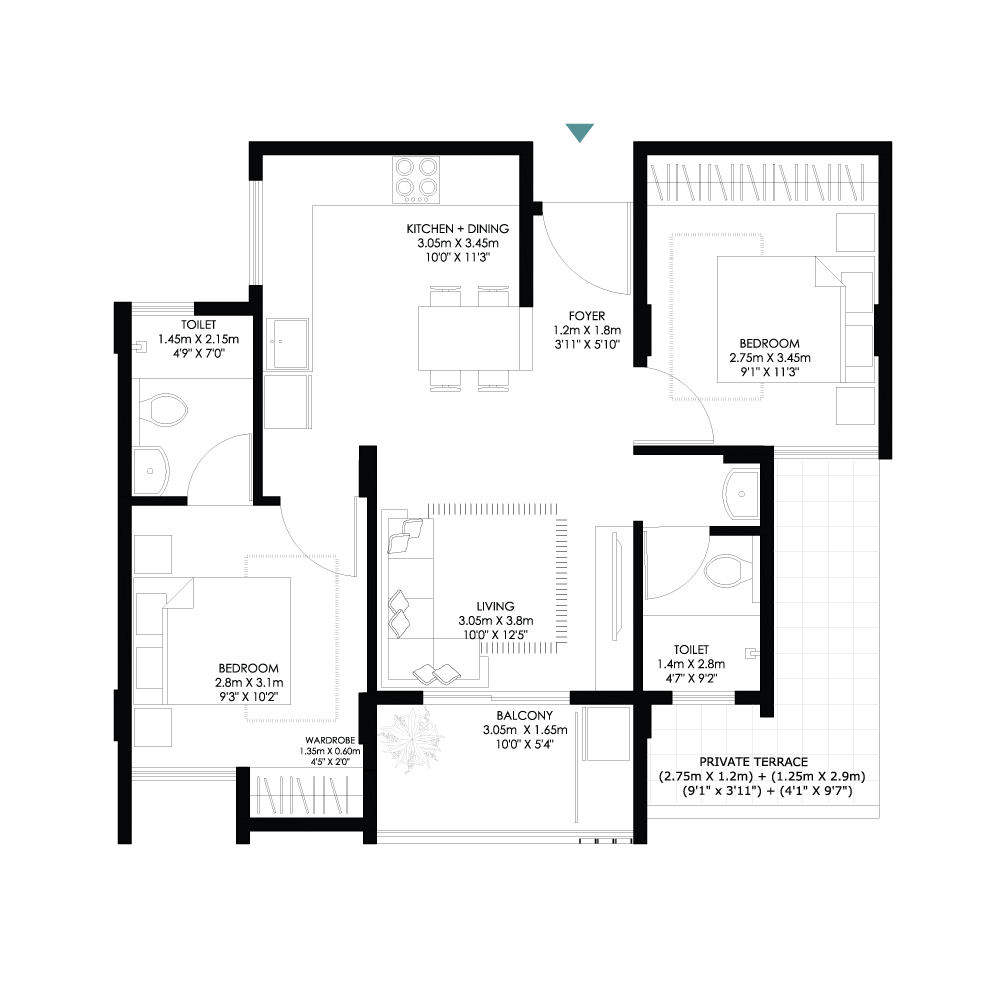 KITCHEN + DINING
3.05m X 3.45m
10'0" X 11'3"
FOYER
1.2m X 1.8m
3'11" X 5'10"
TOILET
1.45m X 2.15m
4'9" X 7'0"
BEDROOM
2.75m X 3.45m
9'1" X 11'3"
LIVING
3.05m X 3.8m
10'0" X 12'5"
TOILET
1.4m X 2.8m
4'7" X 9'2"
BEDROOM
2.8m X 3.1m
9'3" X 10'2"
BALCONY
3.05m X 1.65m
10'0" X 5'4"
WARDROBE
1.35m X 0.60m
4'5" X 2'0"
PRIVATE TERRACE
(2.75m X 1.2m) + (1.25m X 2.9m)
(9'1" x 3'11") + (4'1" X 9'7")